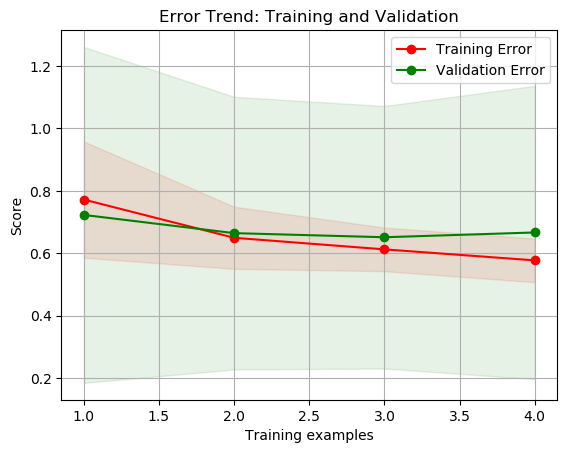 Error Trend: Training and Validation
Training Error
Validation Error
Score
1.2
1.0
0.8
0.6
0.4
0.2
1.0 1.5 2.0 2.5 3.0 3.5 4.0
Training examples